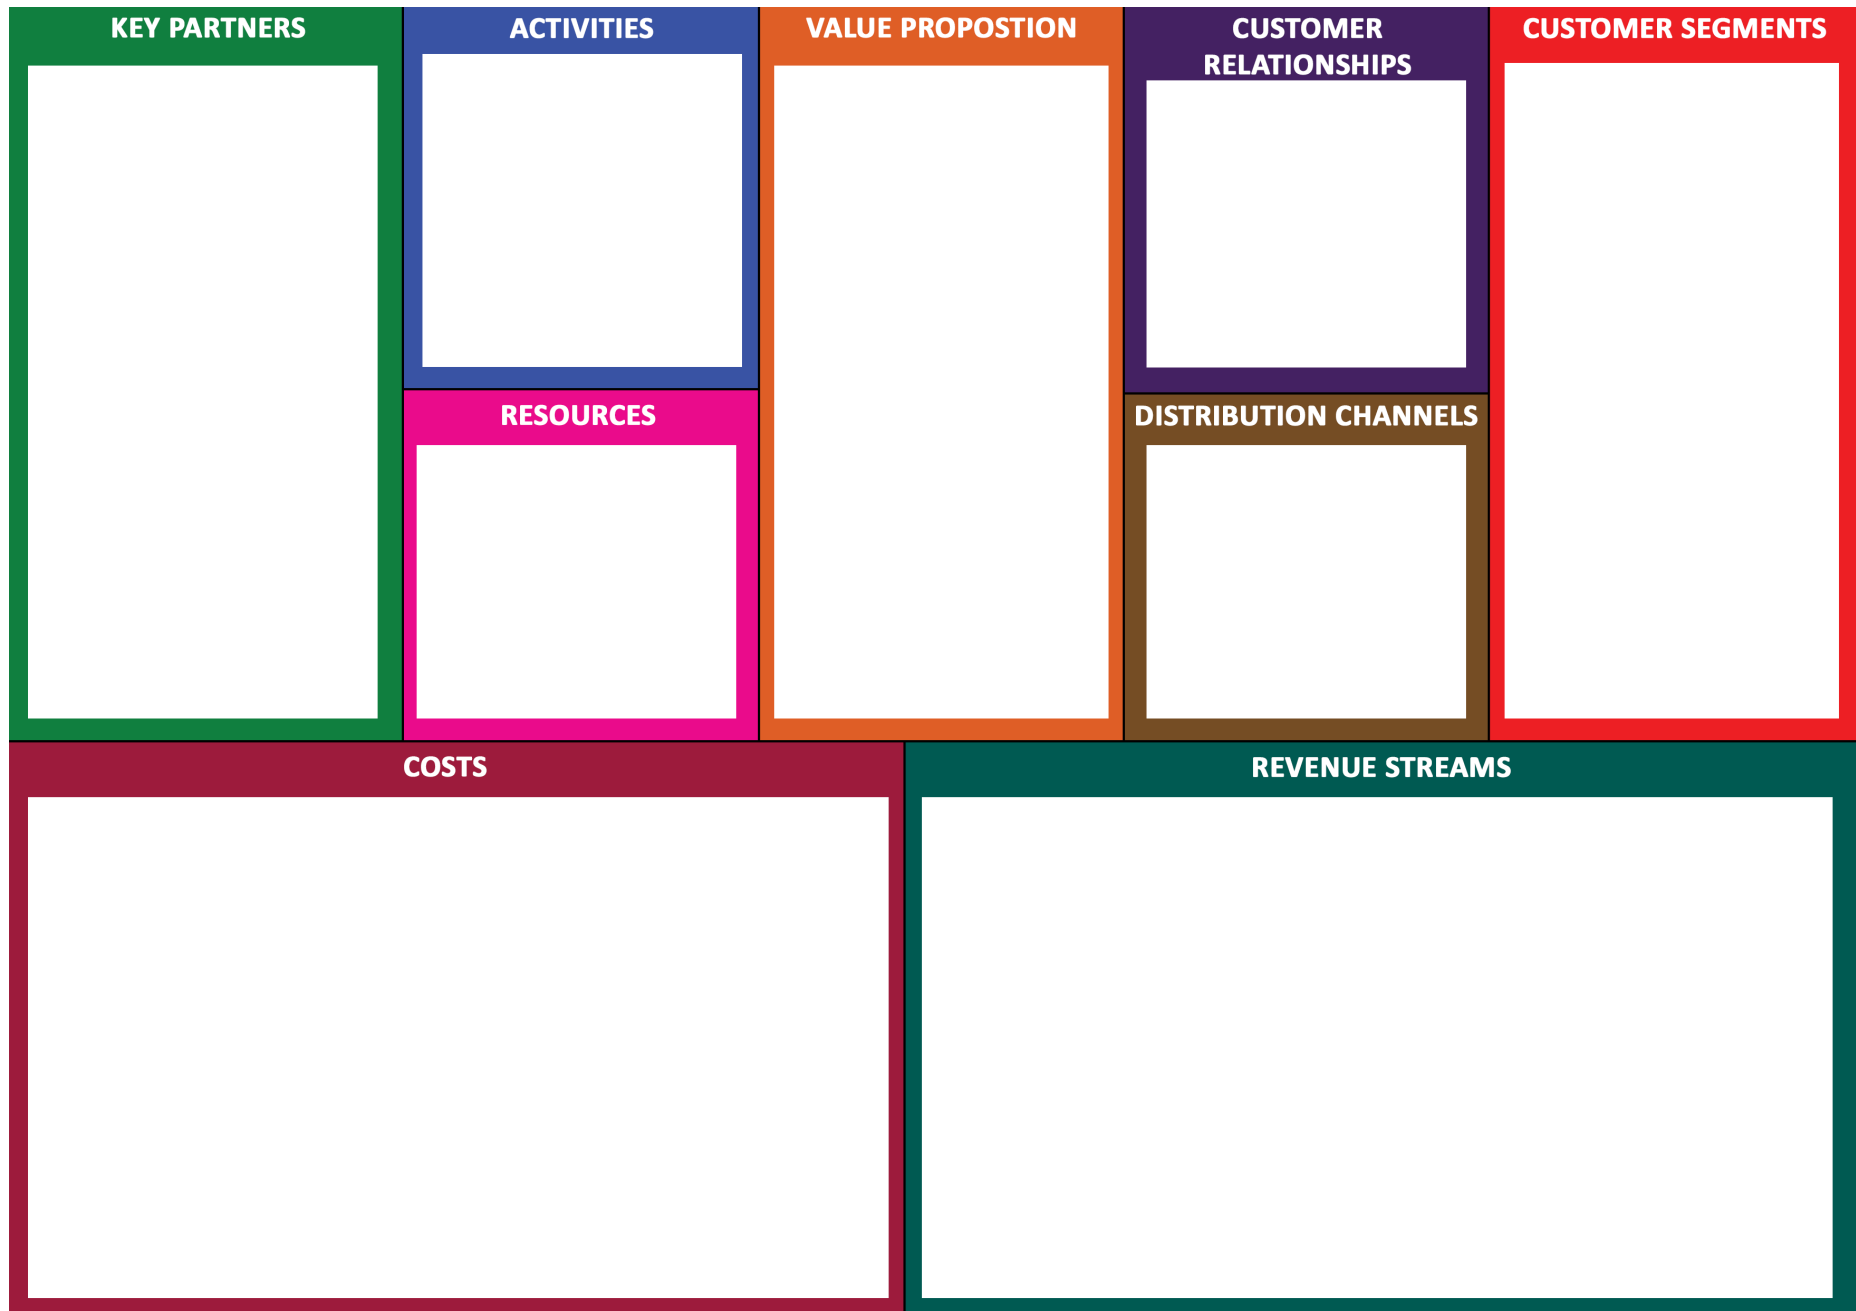 KEY PARTNERS
ACTIVITIES
VALUE PROPOSTION
CUSTOMER
RELATIONSHIPS
CUSTOMER SEGMENTS
RESOURCES
DISTRIBUTION CHANNELS
COSTS
REVENUE STREAMS